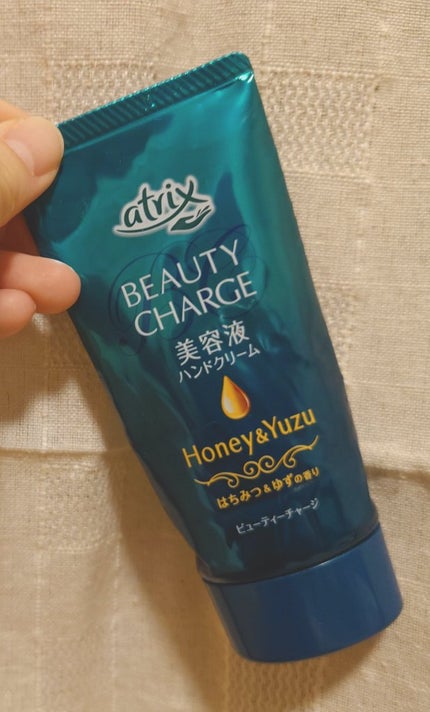 atrix
BEAUTY
CHARGE
美容液
ハンドクリーム
Honey&Yuzu
はちみつ&ゆずの香り
ビューティーチャージ